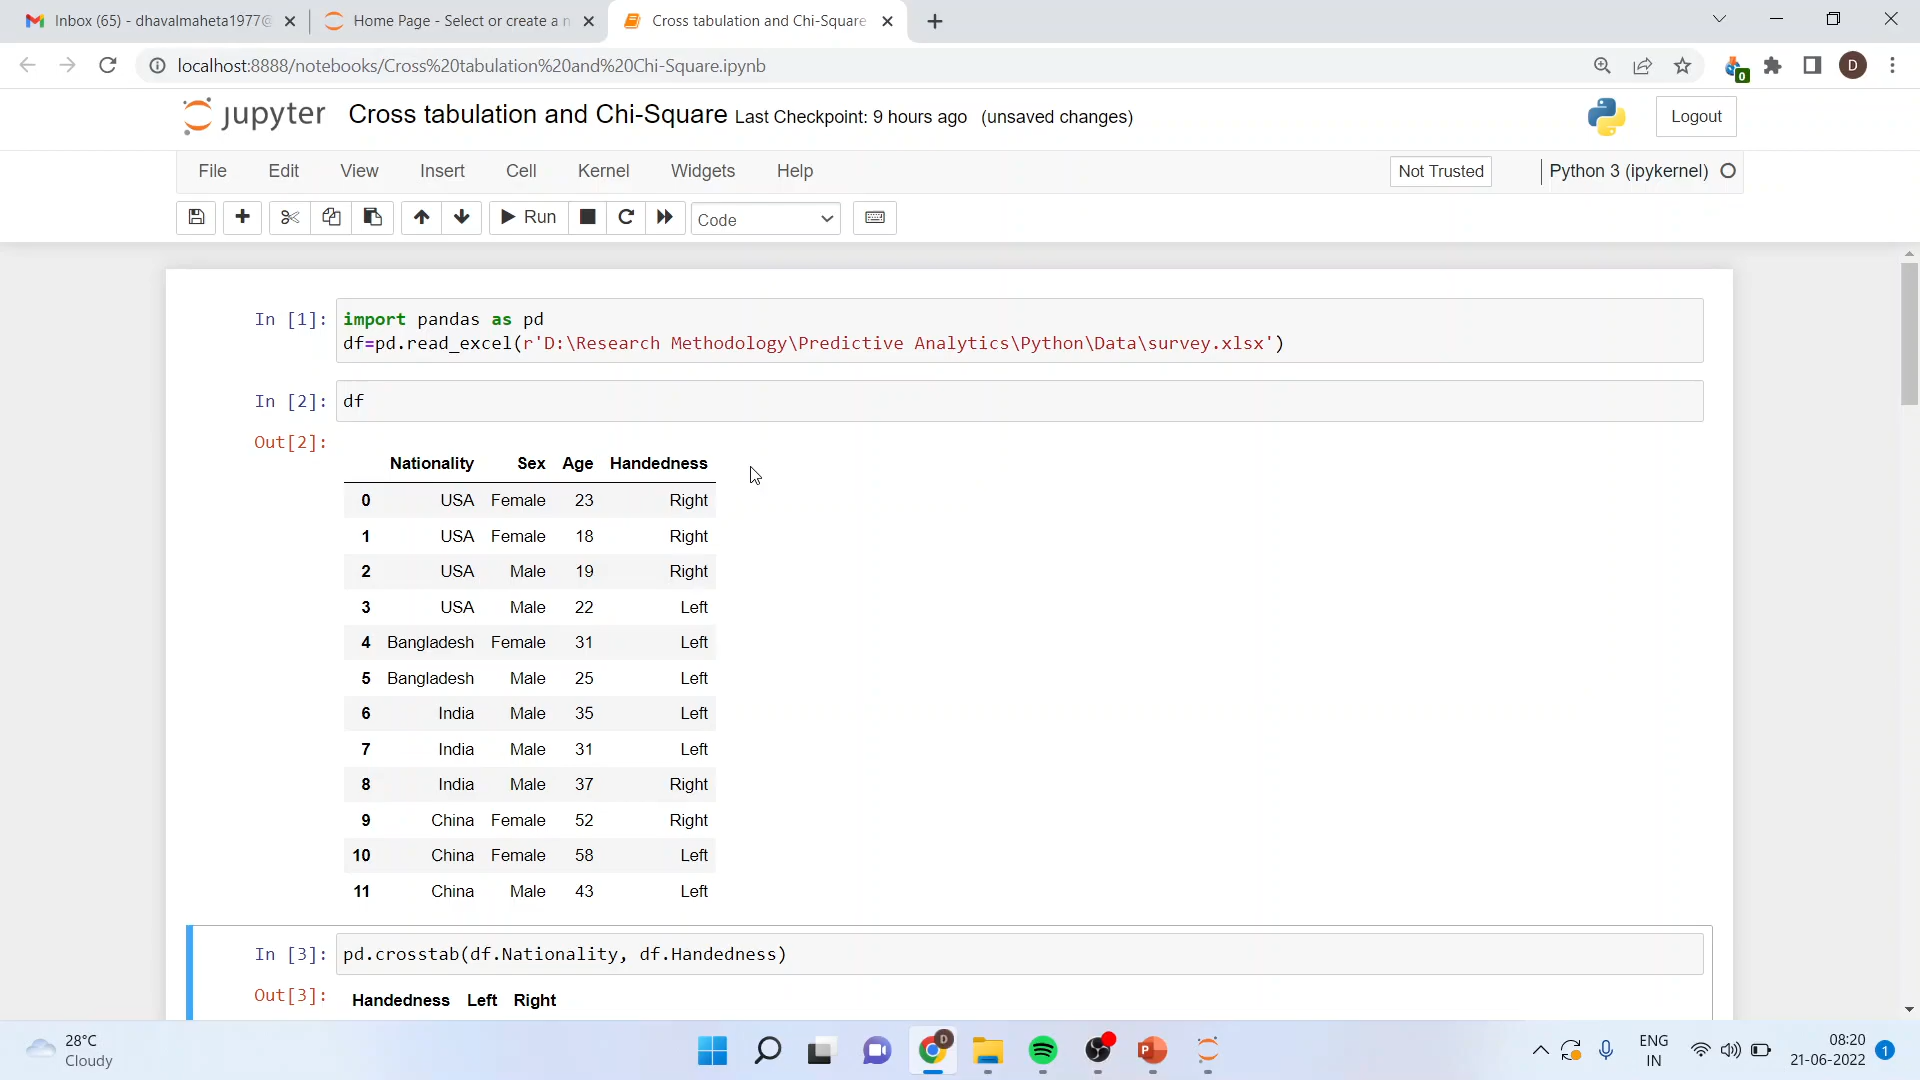 Inbox (65) - dhavalmaheta1977@
Home Page - Select or create a n
Cross tabulation and Chi-Square
localhost:8888/notebooks/Cross%20tabulation%20and%20Chi-Square.ipynb
0
D
jupyter Cross tabulation and Chi-Square Last Checkpoint: 9 hours ago (unsaved changes)
Logout
File Edit View Insert Cell Kernel Widgets Help
Not Trusted
Python 3 (ipykernel)
Run
Code
In [1]: import pandas as pd
df=pd.read_excel(r'D:\Research Methodology\Predictive Analytics\Python\Data\survey.xlsx')
In [2]: df
Out[2]:
Nationality Sex Age Handedness
0 USA Female 23 Right
1 USA Female 18 Right
2 USA Male 19 Right
3 USA Male 22 Left
4 Bangladesh Female 31 Left
5 Bangladesh Male 25 Left
6 India Male 35 Left
7 India Male 31 Left
8 India Male 37 Right
9 China Female 52 Right
10 China Female 58 Left
11 China Male 43 Left
In [3]: pd.crosstab(df.Nationality, df.Handedness)
Out[3]: Handedness Left Right
28°C
Cloudy
D
P
ENG
IN
08:20
21-06-2022
1